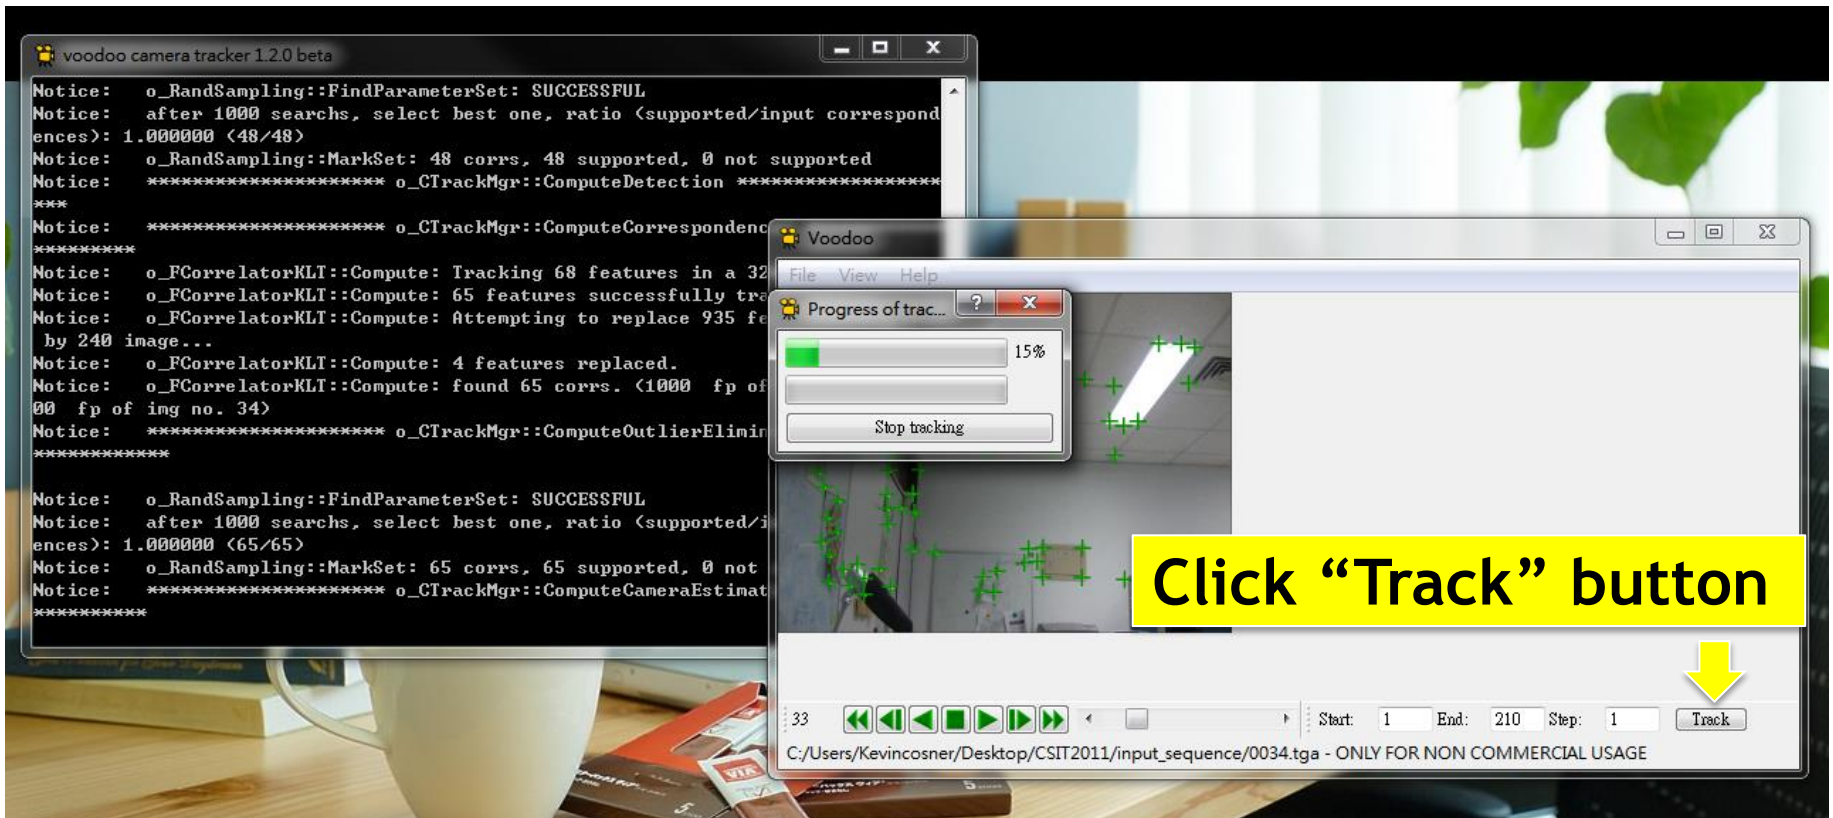 voodoo camera tracker 1.2.0 beta
Notice:   o_RandSampling::FindParameterSet: SUCCESSFUL
Notice:   after 1000 searchs, select best one, ratio (supported/input correspond
ences): 1.000000 (48/48)
Notice:   o_RandSampling::MarkSet: 48 corrs, 48 supported, 0 not supported
Notice:   ********************* o_CTrackMgr::ComputeDetection ******************
***
Notice:   ********************* o_CTrackMgr::ComputeCorrespondenc
*********
Notice:   o_FCorrelatorKLT::Compute: Tracking 68 features in a 32
Notice:   o_FCorrelatorKLT::Compute: 65 features successfully tra
Notice:   o_FCorrelatorKLT::Compute: Attempting to replace 935 fe
by 240 image...
Notice:   o_FCorrelatorKLT::Compute: 4 features replaced.
Notice:   o_FCorrelatorKLT::Compute: found 65 corrs. (1000  fp of
00  fp of img no. 34)
Notice:   ********************* o_CTrackMgr::ComputeOutlierElimin
************
Notice:   o_RandSampling::FindParameterSet: SUCCESSFUL
Notice:   after 1000 searchs, select best one, ratio (supported/i
ences): 1.000000 (65/65)
Notice:   o_RandSampling::MarkSet: 65 corrs, 65 supported, 0 not
Notice:   ********************* o_CTrackMgr::ComputeCameraEstimat
**********
Voodoo
File View Help
Progress of trac...
15%
Stop tracking
Click “Track” button
33
Start: 1 End: 210 Step: 1 Track
C:/Users/Kevincosner/Desktop/CSIT2011/input_sequence/0034.tga - ONLY FOR NON COMMERCIAL USAGE
VIA
5